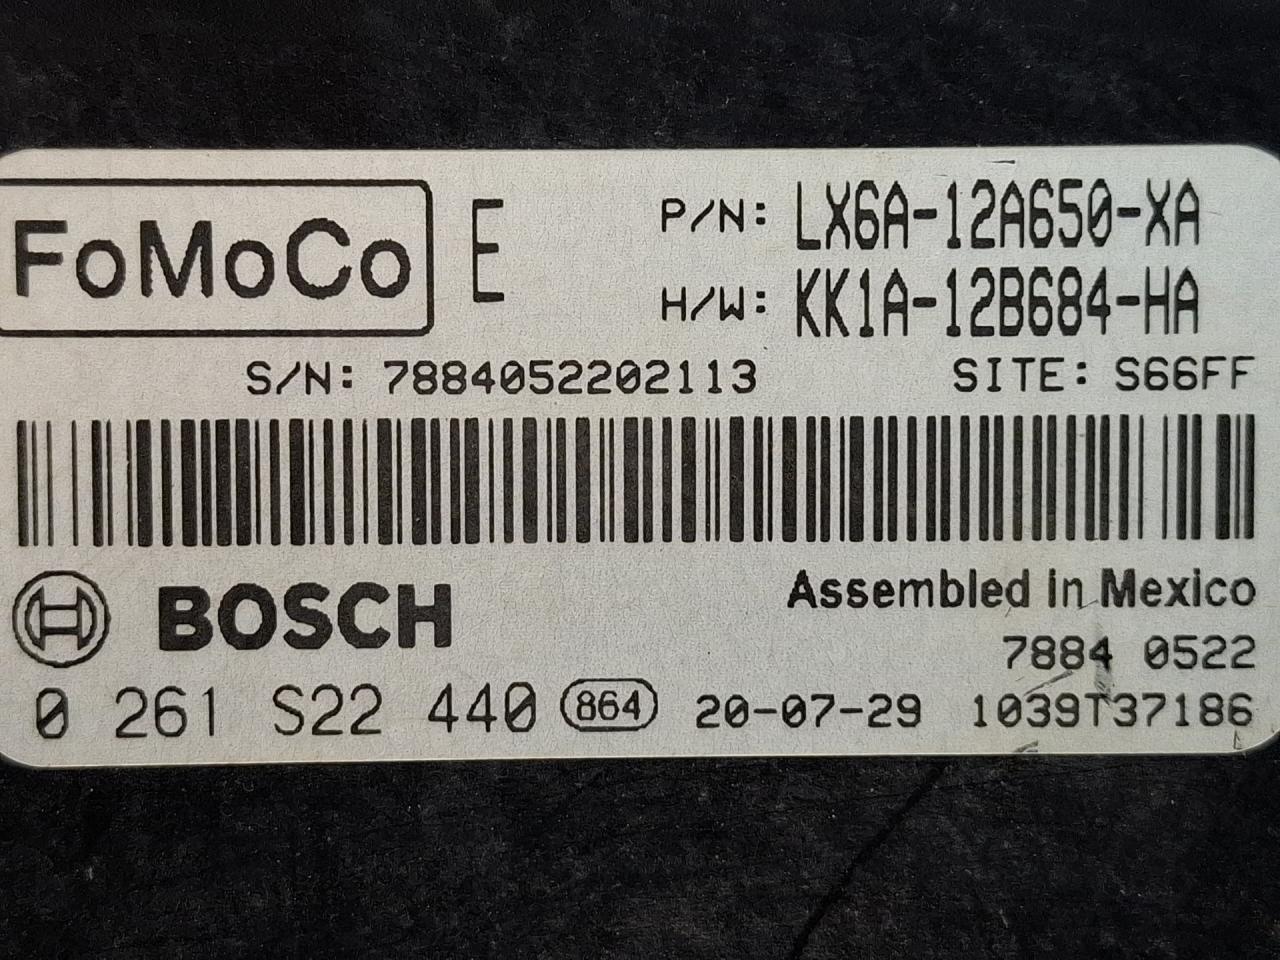 FoMoCo E P/N: LX6A-12A650-XA
H/W: KK1A-12B684-HA
S/N: 7884052202113 SITE: S66FF
BOSCH Assembled in Mexico
7884 0522
0 261 S22 440 864 20-07-29 1039T37186